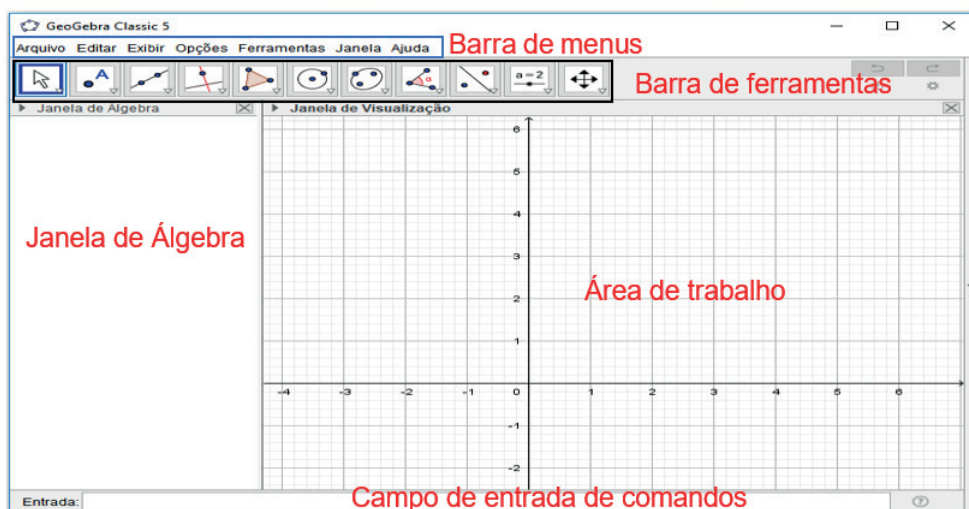 GeoGebra Classic 5
Arquivo Editar Exibir Opções Ferramentas Janela Ajuda
Barra de menus
A
α
a=2
Barra de ferramentas
Janela de Álgebra
Janela de Visualização
6
5
4
3
2
1
-4 -3 -2 -1 0 1 2 3 4 5 6
-1
-2
Janela de Álgebra
Área de trabalho
Entrada:
Campo de entrada de comandos
?